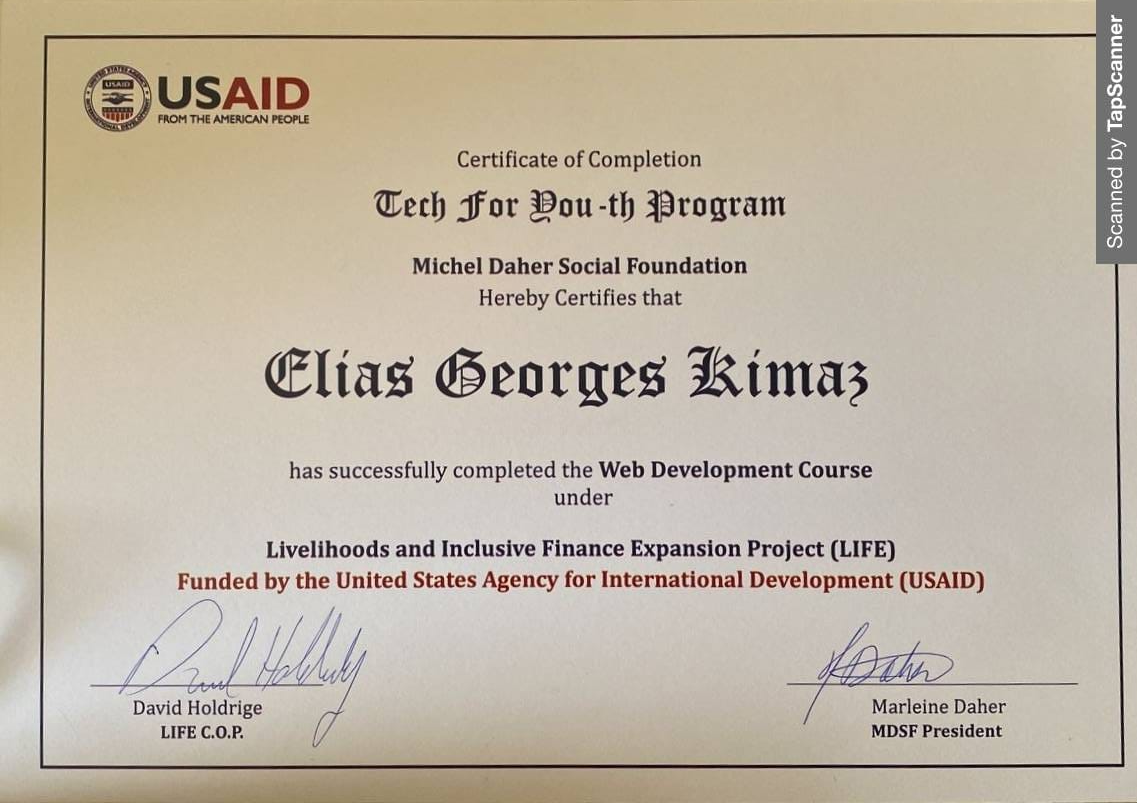 USAID
FROM THE AMERICAN PEOPLE
Certificate of Completion
Tech For You-th Program
Michel Daher Social Foundation
Hereby Certifies that
Elias Georges Kimaz
has successfully completed the Web Development Course
under
Livelihoods and Inclusive Finance Expansion Project (LIFE)
Funded by the United States Agency for International Development (USAID)
David Holdrige
LIFE C.O.P.
Marleine Daher
MDSF President
Scanned by TapScanner